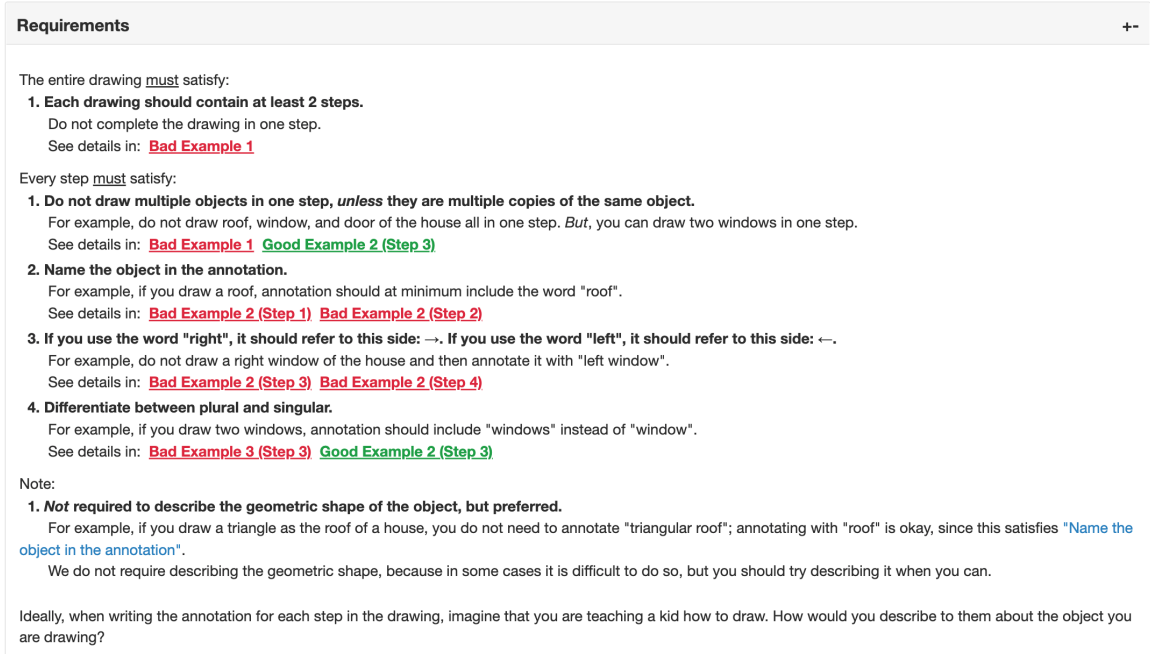 Requirements
+-
The entire drawing must satisfy:
1. Each drawing should contain at least 2 steps.
Do not complete the drawing in one step.
See details in: Bad Example 1
Every step must satisfy:
1. Do not draw multiple objects in one step, unless they are multiple copies of the same object.
For example, do not draw roof, window, and door of the house all in one step. But, you can draw two windows in one step.
See details in: Bad Example 1 Good Example 2 (Step 3)
2. Name the object in the annotation.
For example, if you draw a roof, annotation should at minimum include the word "roof".
See details in: Bad Example 2 (Step 1) Bad Example 2 (Step 2)
3. If you use the word "right", it should refer to this side: →. If you use the word "left", it should refer to this side: ←.
For example, do not draw a right window of the house and then annotate it with "left window".
See details in: Bad Example 2 (Step 3) Bad Example 2 (Step 4)
4. Differentiate between plural and singular.
For example, if you draw two windows, annotation should include "windows" instead of "window".
See details in: Bad Example 3 (Step 3) Good Example 2 (Step 3)
Note:
1. Not required to describe the geometric shape of the object, but preferred.
For example, if you draw a triangle as the roof of a house, you do not need to annotate "triangular roof"; annotating with "roof" is okay, since this satisfies "Name the
object in the annotation".
We do not require describing the geometric shape, because in some cases it is difficult to do so, but you should try describing it when you can.
Ideally, when writing the annotation for each step in the drawing, imagine that you are teaching a kid how to draw. How would you describe to them about the object you
are drawing?